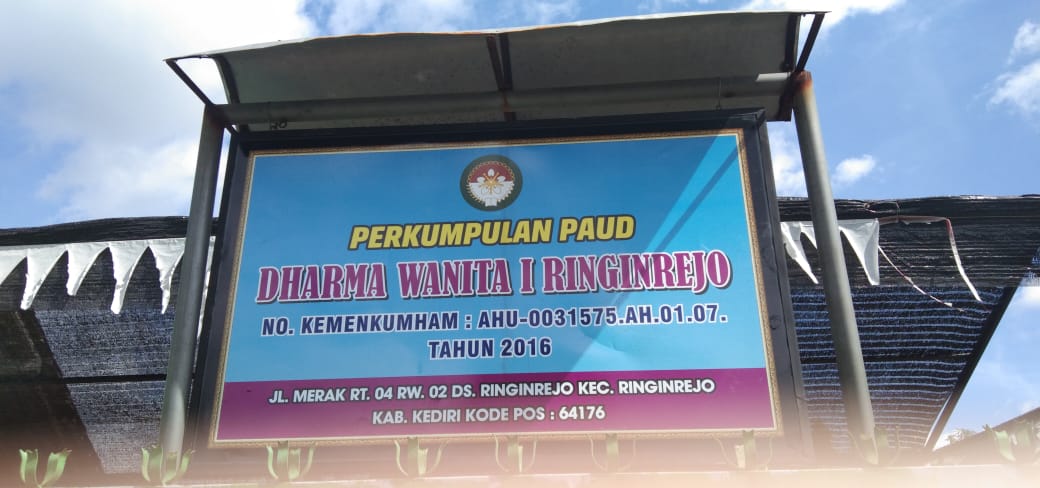 PERKUMPULAN PAUD
DHARMA WANITA I RINGINREJO
NO. KEMENKUMHAM : AHU-0031575.AH.01.07.
TAHUN 2016
JL. MERAK RT. 04 RW. 02 DS. RINGINREJO KEC. RINGINREJO
KAB. KEDIRI KODE POS : 64176